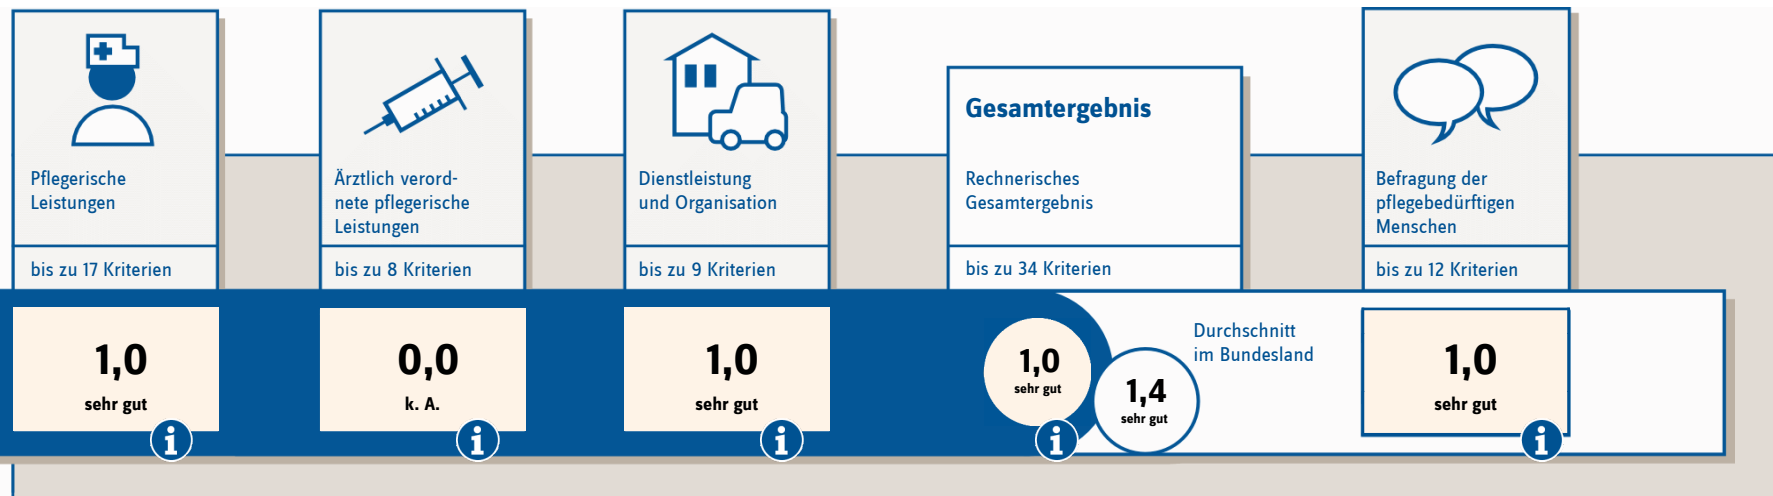 Pflegerische
Leistungen
bis zu 17 Kriterien
1,0
sehr gut
i
Ärztlich verord-
nete pflegerische
Leistungen
bis zu 8 Kriterien
0,0
k. A.
i
Dienstleistung
und Organisation
bis zu 9 Kriterien
1,0
sehr gut
i
Gesamtergebnis
Rechnerisches
Gesamtergebnis
bis zu 34 Kriterien
1,0
sehr gut
i
1,4
sehr gut
Durchschnitt
im Bundesland
Befragung der
pflegebedürftigen
Menschen
bis zu 12 Kriterien
1,0
sehr gut
i